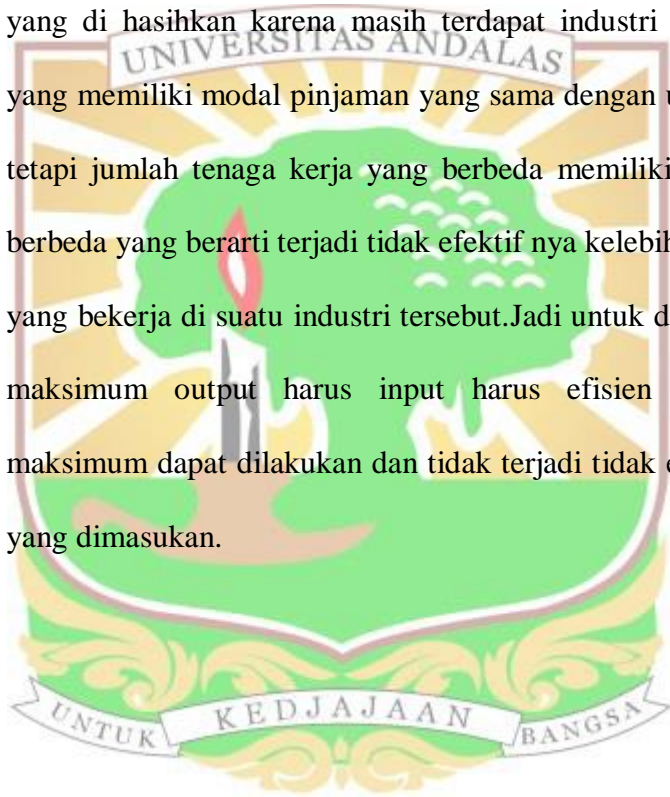 yang di hasihkan karena masih terdapat industri
UNIVERSITAS ANDALAS
yang memiliki modal pinjaman yang sama dengan
tetapi jumlah tenaga kerja yang berbeda memiliki
berbeda yang berarti terjadi tidak efektif nya
yang bekerja di suatu industri tersebut.Jadi untuk
maksimum output harus input harus efisien
maksimum dapat dilakukan dan tidak terjadi tidak
yang dimasukan.
UNTUK KEDJAJAAN BANGSA